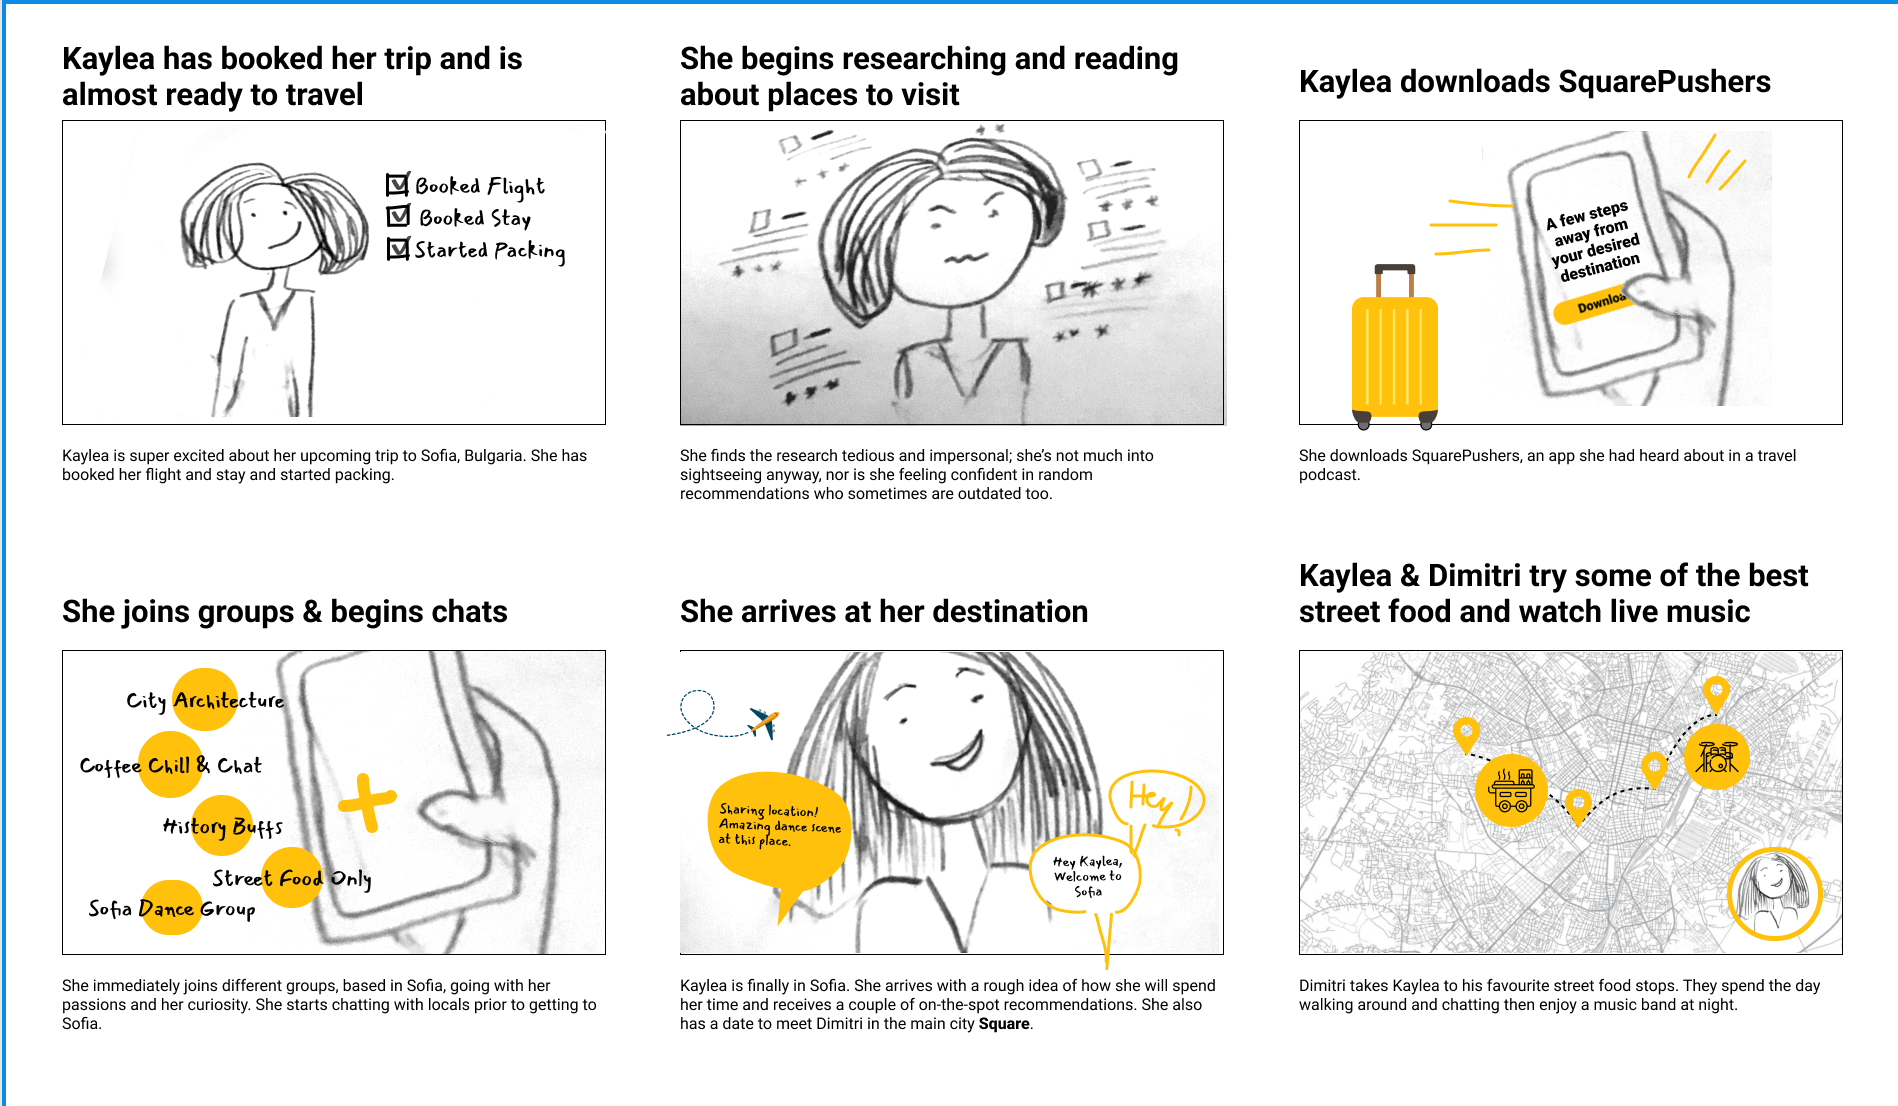 Kaylea has booked her trip and is
almost ready to travel
Booked Flight
Booked Stay
Started Packing
Kaylea is super excited about her upcoming trip to Sofia, Bulgaria. She has
booked her flight and stay and started packing.
She begins researching and reading
about places to visit
She finds the research tedious and impersonal; she’s not much into
sightseeing anyway, nor is she feeling confident in random
recommendations who sometimes are outdated too.
Kaylea downloads SquarePushers
A few steps
away from
your desired
destination
Downloa
She downloads SquarePushers, an app she had heard about in a travel
podcast.
She joins groups & begins chats
City Architecture
Coffee Chill & Chat
History Buffs
Street Food Only
Sofia Dance Group
She immediately joins different groups, based in Sofia, going with her
passions and her curiosity. She starts chatting with locals prior to getting to
Sofia.
She arrives at her destination
Sharing location!
Amazing dance scene
at this place.
Hey!
Hey Kaylea,
Welcome to
Sofia
Kaylea is finally in Sofia. She arrives with a rough idea of how she will spend
her time and receives a couple of on-the-spot recommendations. She also
has a date to meet Dimitri in the main city Square.
Kaylea & Dimitri try some of the best
street food and watch live music
Dimitri takes Kaylea to his favourite street food stops. They spend the day
walking around and chatting then enjoy a music band at night.